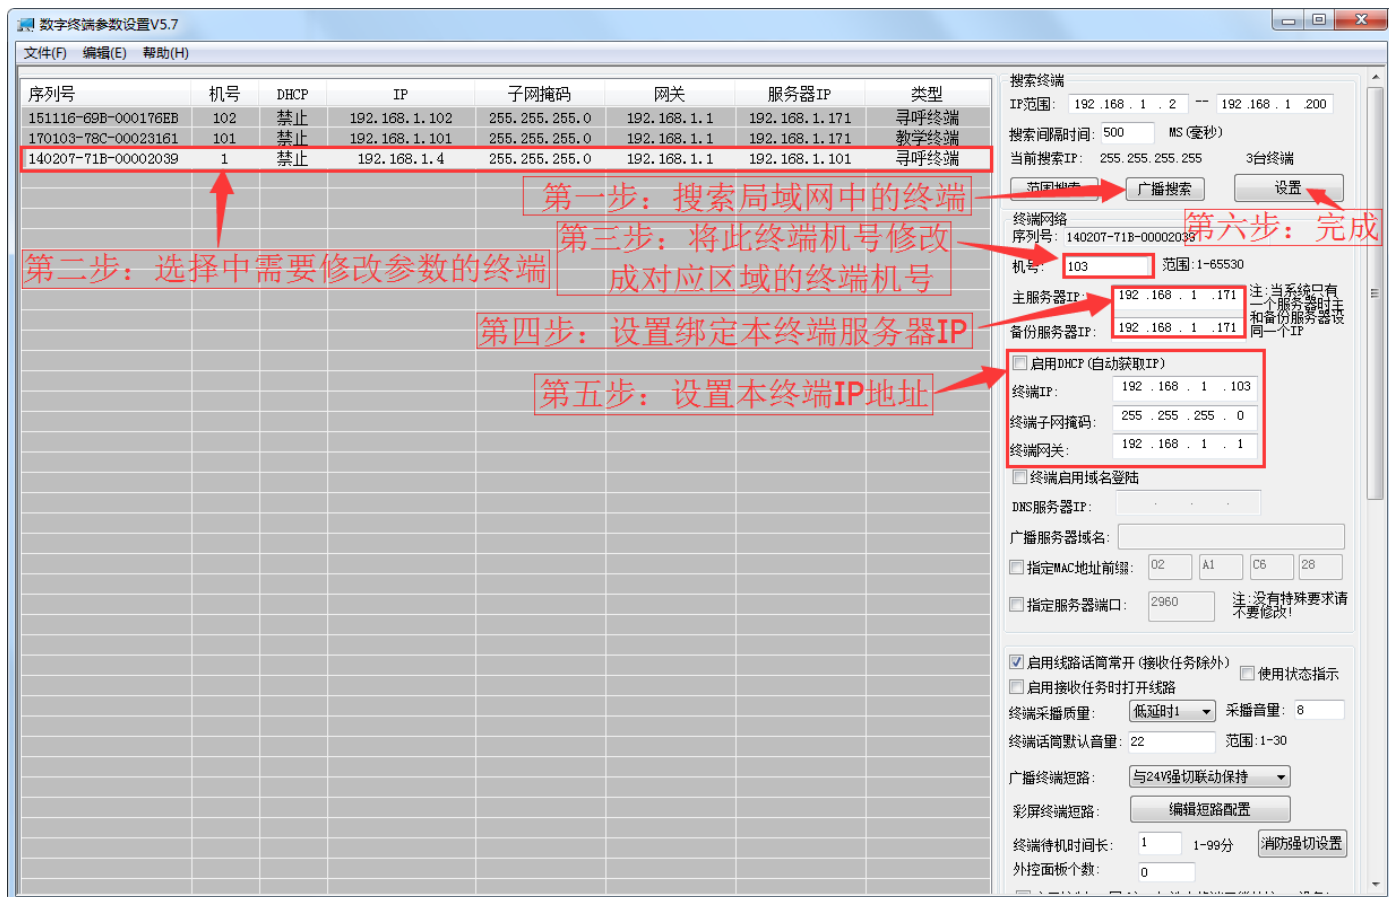 数字终端参数设置V5.7
文件(F) 编辑(E) 帮助(H)
序列号 机号 DHCP IP 子网掩码 网关 服务器IP 类型
151116-69B-000176EB 102 禁止 192.168.1.102 255.255.255.0 192.168.1.1 192.168.1.171 寻呼终端
170103-78C-00023161 101 禁止 192.168.1.101 255.255.255.0 192.168.1.1 192.168.1.171 教学终端
140207-71B-00002039 1 禁止 192.168.1.4 255.255.255.0 192.168.1.1 192.168.1.101 寻呼终端
第一步：搜索局域网中的终端
第二步：选择中需要修改参数的终端
第三步：将此终端机号修改
成对应区域的终端机号
第四步：设置绑定本终端服务器IP
第五步：设置本终端IP地址
第六步：完成
搜索终端
IP范围: 192 .168 . 1 . 2 -- 192 .168 . 1 .200
搜索间隔时间: 500 MS(毫秒)
当前搜索IP: 255.255.255.255 3台终端
范围搜索 广播搜索 设置
终端网络
序列号: 140207-71B-00002039
机号: 103 范围:1-65530
主服务器IP: 192 .168 . 1 .171
备份服务器IP: 192 .168 . 1 .171
注:当系统只有
一个服务器时主
和备份服务器设
同一个IP
启用DHCP(自动获取IP)
终端IP: 192 .168 . 1 .103
终端子网掩码: 255 .255 .255 . 0
终端网关: 192 .168 . 1 . 1
终端启用域名登陆
DNS服务器IP: . . .
广播服务器域名:
指定MAC地址前缀: 02 A1 C6 28
指定服务器端口: 2960
注:没有特殊要求请
不要修改!
启用线路话筒常开(接收任务除外) 使用状态指示
启用接收任务时打开线路
终端采播质量: 低延时1 采播音量: 8
终端话筒默认音量: 22 范围:1-30
广播终端短路: 与24V强切联动保持
彩屏终端短路: 编辑短路配置
终端待机时间长: 1 1-99分 消防强切设置
外控面板个数: 0